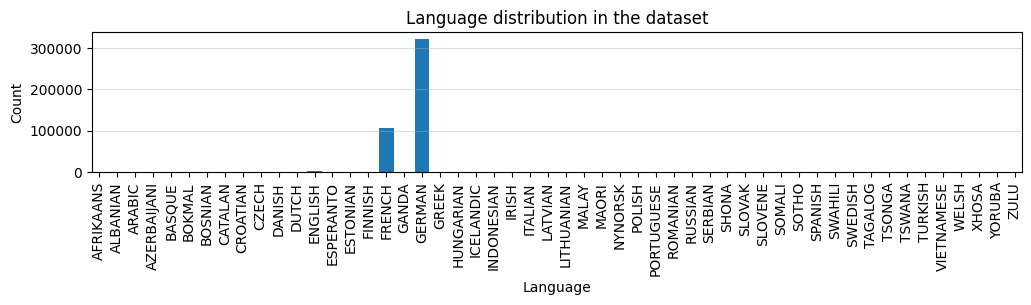 Language distribution in the dataset
Count
300000
200000
100000
0
AFRIKAANS
ALBANIAN
ARABIC
AZERBAIJANI
BASQUE
BOKMAL
BOSNIAN
CATALAN
CROATIAN
CZECH
DANISH
DUTCH
ENGLISH
ESPERANTO
ESTONIAN
FINNISH
FRENCH
GANDA
GERMAN
GREEK
HUNGARIAN
ICELANDIC
INDONESIAN
IRISH
ITALIAN
LATVIAN
LITHUANIAN
MALAY
MAORI
NYNORSK
POLISH
PORTUGUESE
ROMANIAN
RUSSIAN
SERBIAN
SHONA
SLOVAK
SLOVENE
SOMALI
SOTHO
SPANISH
SWAHILI
SWEDISH
TAGALOG
TSONGA
TSWANA
TURKISH
VIETNAMESE
WELSH
XHOSA
YORUBA
ZULU
Language